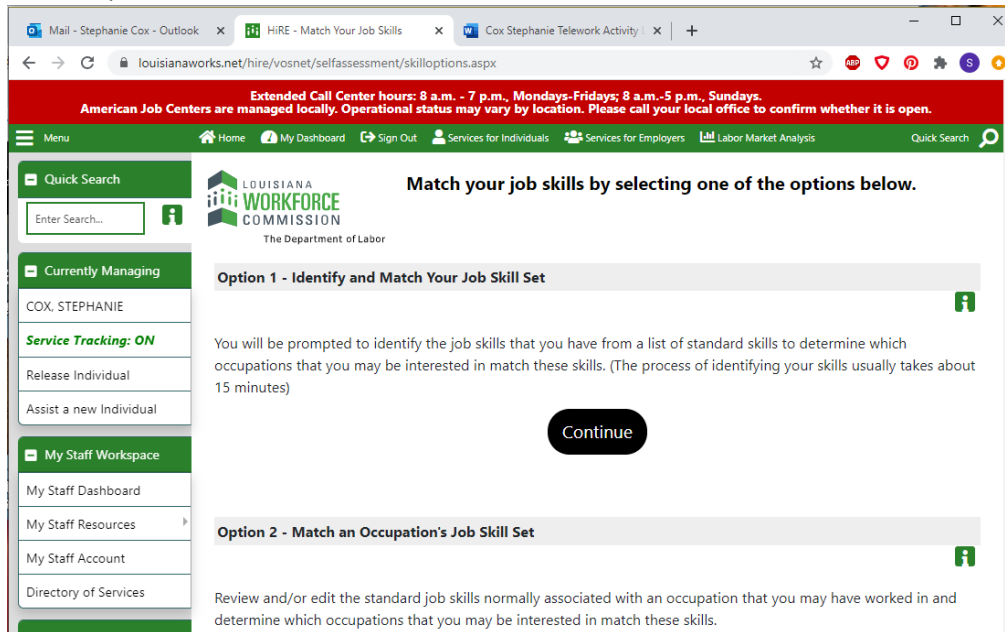 Mail - Stephanie Cox - Outlook
HiRE - Match Your Job Skills
Cox Stephanie Telework Activity
louisianaworks.net/hire/vosnet/selfassessment/skilloptions.aspx
ABP
S
Extended Call Center hours: 8 a.m. - 7 p.m., Mondays-Fridays; 8 a.m.-5 p.m., Sundays.
American Job Centers are managed locally. Operational status may vary by location. Please call your local office to confirm whether it is open.
Menu
Home
My Dashboard
Sign Out
Services for Individuals
Services for Employers
Labor Market Analysis
Quick Search
Quick Search
Enter Search...
Currently Managing
COX, STEPHANIE
Service Tracking: ON
Release Individual
Assist a new Individual
My Staff Workspace
My Staff Dashboard
My Staff Resources
My Staff Account
Directory of Services
LOUISIANA
WORKFORCE
COMMISSION
The Department of Labor
Match your job skills by selecting one of the options below.
Option 1 - Identify and Match Your Job Skill Set
You will be prompted to identify the job skills that you have from a list of standard skills to determine which
occupations that you may be interested in match these skills. (The process of identifying your skills usually takes about
15 minutes)
Continue
Option 2 - Match an Occupation's Job Skill Set
Review and/or edit the standard job skills normally associated with an occupation that you may have worked in and
determine which occupations that you may be interested in match these skills.